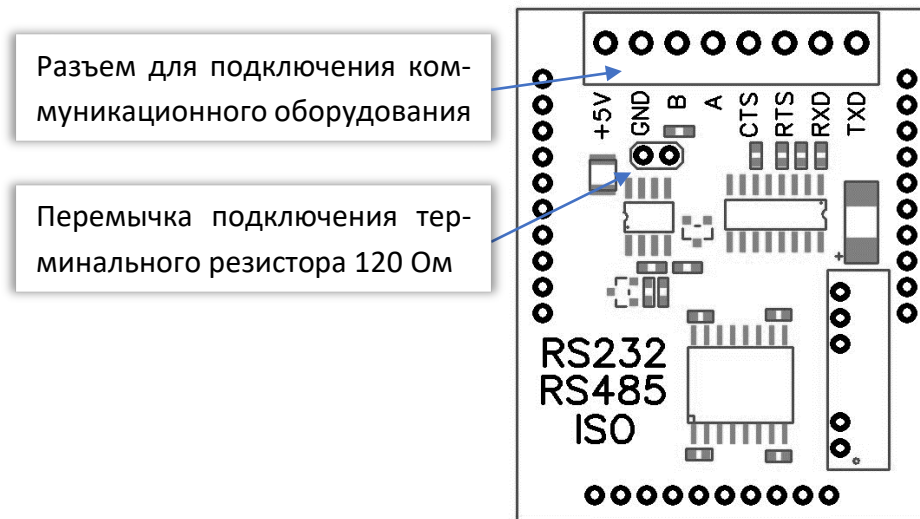 Разъем для подключения ком-
муникационного оборудования
Перемычка подключения тер-
минального резистора 120 Ом
+5V
GND
B
A
CTS
RTS
RXD
TXD
+
RS232
RS485
ISO